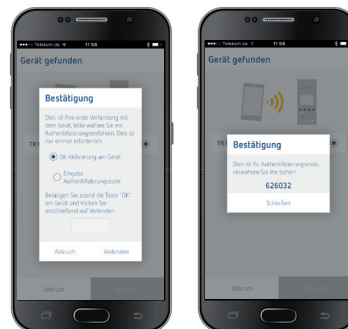 Telekom.de
11:56
Gerät gefunden
Bestätigung
Dies ist Ihre erste Verbindung mit
dem Gerät, bitte wählen Sie ein
Authentifizierungverfahren. Dies ist
nur einmal erforderlich.
OK-Aktivierung am Gerät
Eingabe
Authentifizierungscode
Betätigen Sie zuerst die Taste "OK"
am Gerät und klicken Sie
anschließend auf Verbinden
Abbruch Verbinden
Abbruch
Telekom.de
11:56
Gerät gefunden
Bestätigung
Dies ist Ihr Authentifizierungscode,
verwahren Sie ihn sicher!
626032
Schließen
Abbruch